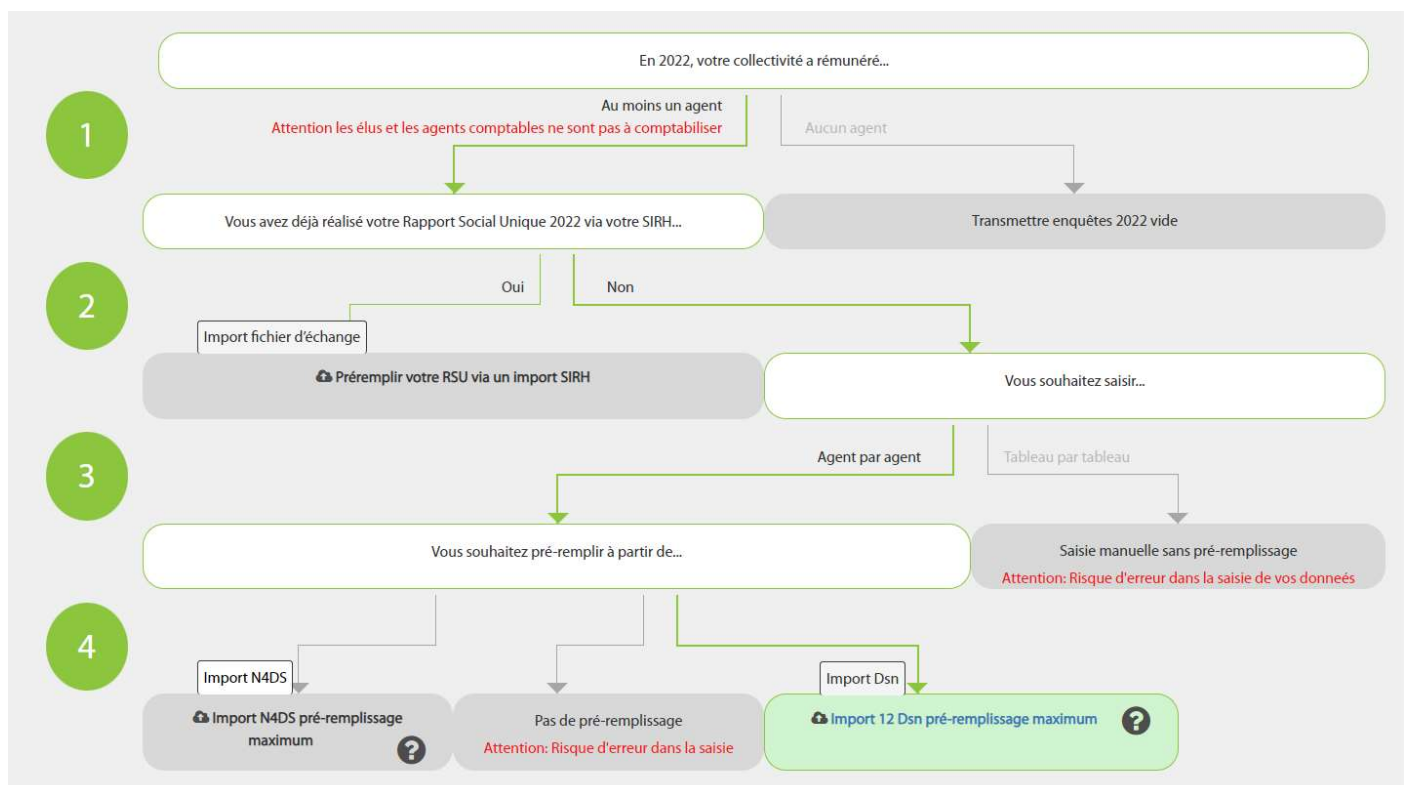 En 2022, votre collectivité a rémunéré...
1
Au moins un agent
Attention les élus et les agents comptables ne sont pas à comptabiliser
Aucun agent
Vous avez déjà réalisé votre Rapport Social Unique 2022 via votre SIRH...
Transmettre enquêtes 2022 vide
2
Oui
Non
Import fichier d'échange
Préremplir votre RSU via un import SIRH
Vous souhaitez saisir...
3
Agent par agent
Tableau par tableau
Vous souhaitez pré-remplir à partir de...
Saisie manuelle sans pré-remplissage
Attention: Risque d'erreur dans la saisie de vos donneés
4
Import N4DS
Import N4DS pré-remplissage
maximum
?
Pas de pré-remplissage
Attention: Risque d'erreur dans la saisie
Import Dsn
Import 12 Dsn pré-remplissage maximum
?